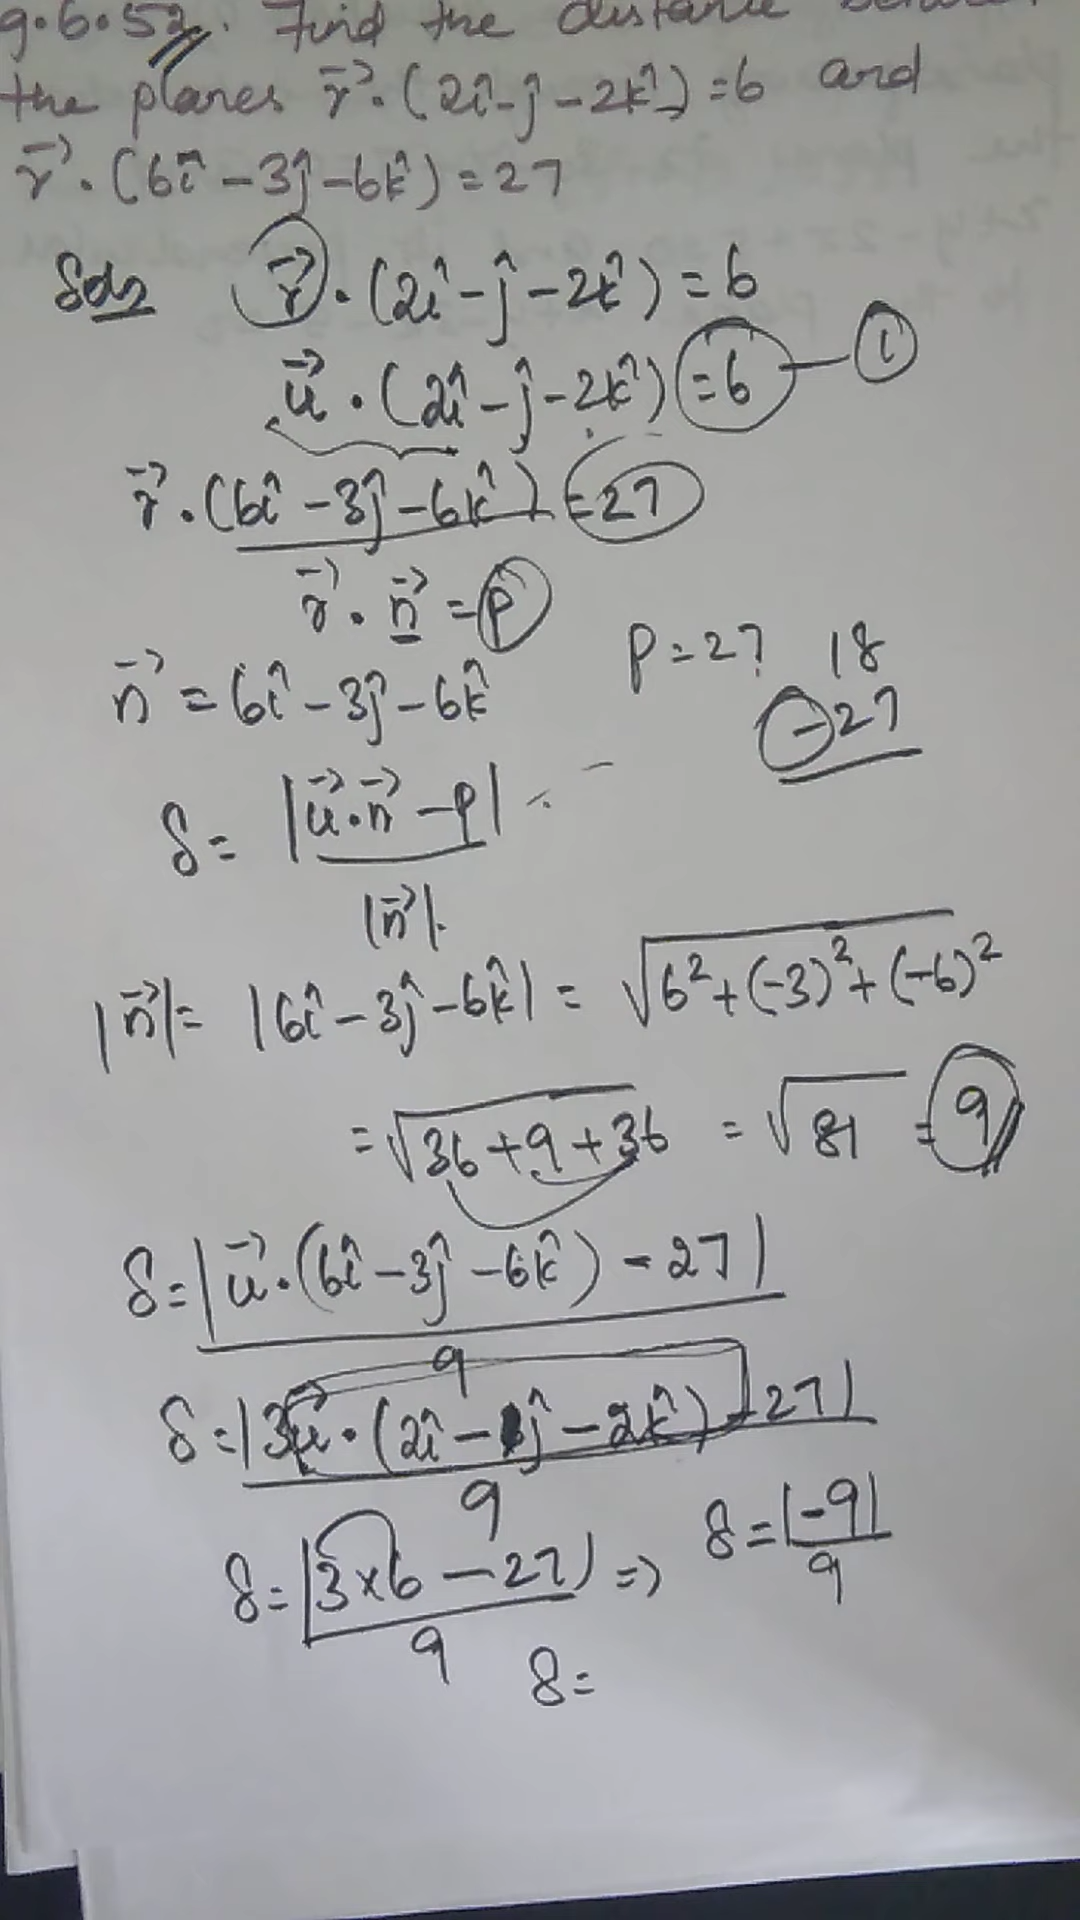 9.6.52. Find the distance
the planes r⃗.(2î-ĵ-2k̂)=6 and
r⃗.(6î-3ĵ-6k̂)=27
Soln r⃗.(2î-ĵ-2k̂)=6
u⃗.(2î-ĵ-2k̂)=6 — ①
r⃗.(6î-3ĵ-6k̂)=27
r⃗.n⃗=p
n⃗=6î-3ĵ-6k̂ p=27 18
-27
δ= |u⃗.n⃗-p|
|n⃗|.
|n⃗|= |6î-3ĵ-6k̂|= √6²+(-3)²+(-6)²
=√36+9+36 =√81 =9
δ=|u⃗.(6î-3ĵ-6k̂)-27|
9
δ=|3u⃗.(2î-1ĵ-2k̂)-27|
9
δ=|3×6-27| => δ=|-9|
9 9
δ=